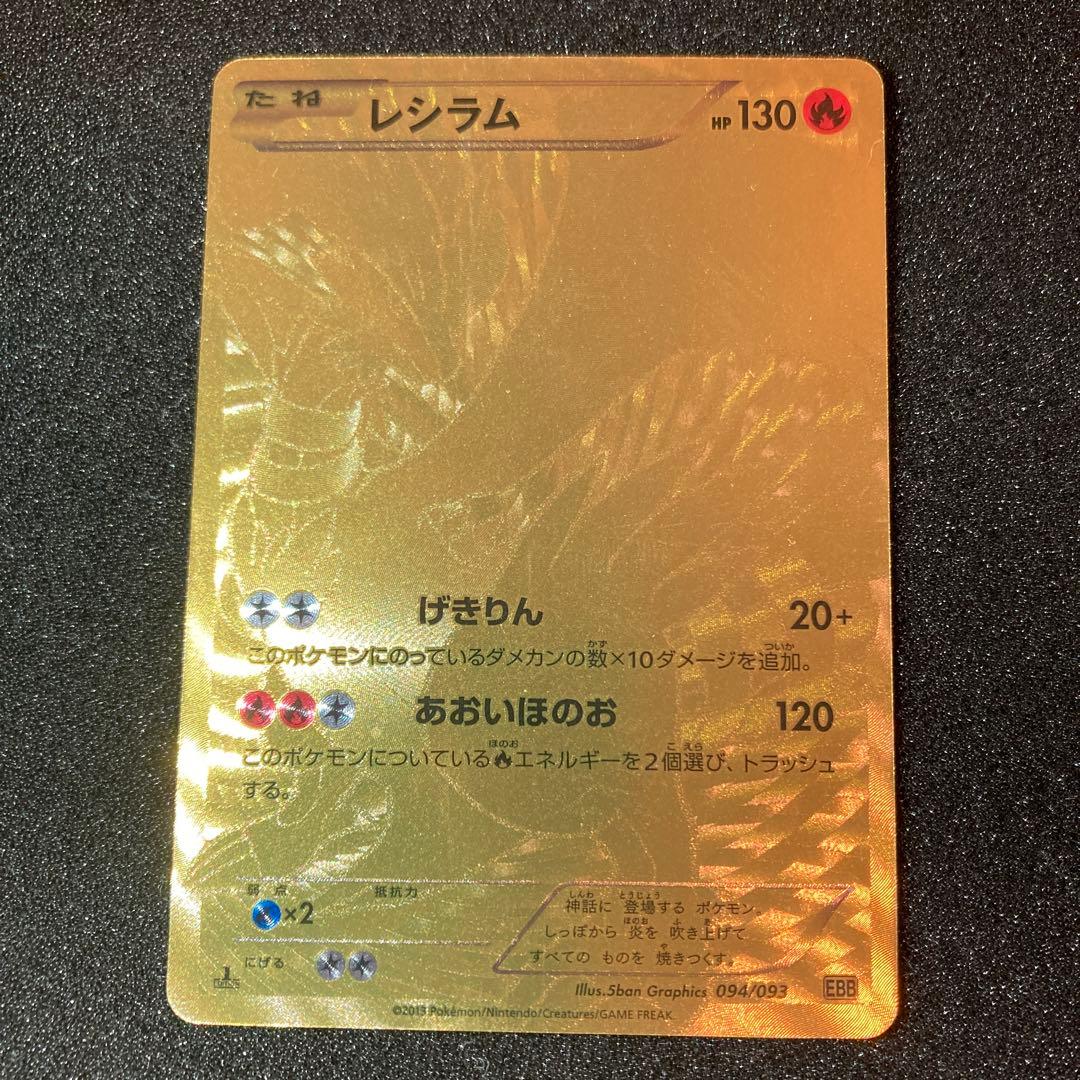 たね レシラム HP130
げきりん 20+
このポケモンにのっているダメカンの数×10ダメージを追加。
あおいほのお 120
このポケモンについているエネルギーを2個選び、トラッシュ
する。
弱点 抵抗力
×2
にげる
神話に 登場する ポケモン。
しっぽから 炎を 吹き上げて
すべての ものを 焼きつくす。
Illus.5ban Graphics 094/093 EBB
©2013 Pokémon/Nintendo/Creatures/GAME FREAK.